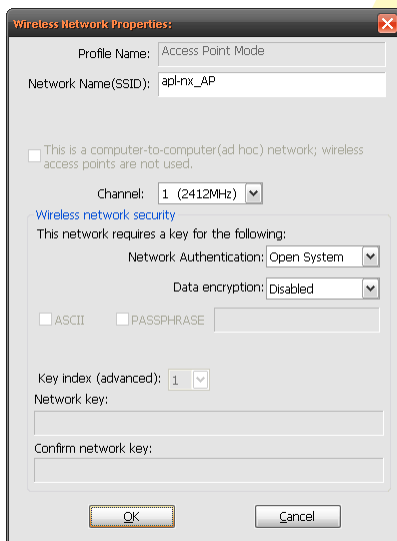 Wireless Network Properties:
Profile Name: Access Point Mode
Network Name(SSID): apl-nx_AP
This is a computer-to-computer(ad hoc) network; wireless
access points are not used.
Channel: 1 (2412MHz)
Wireless network security
This network requires a key for the following:
Network Authentication: Open System
Data encryption: Disabled
ASCII PASSPHRASE
Key index (advanced): 1
Network key:
Confirm network key:
OK Cancel